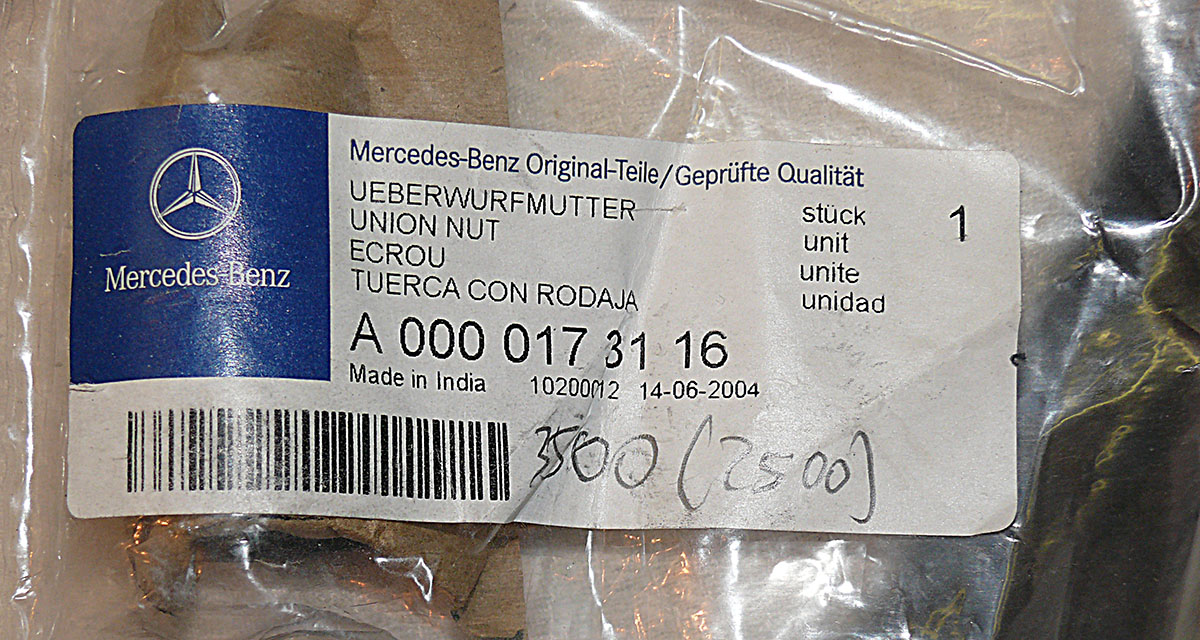 Mercedes-Benz
Mercedes-Benz Original-Teile/Geprüfte Qualität
UEBERWURFMUTTER
UNION NUT
ECROU
TUERCA CON RODAJA
stück 1
unit
unite
unidad
A 000 017 31 16
Made in India 10200012 14-06-2004
3500 (2500)